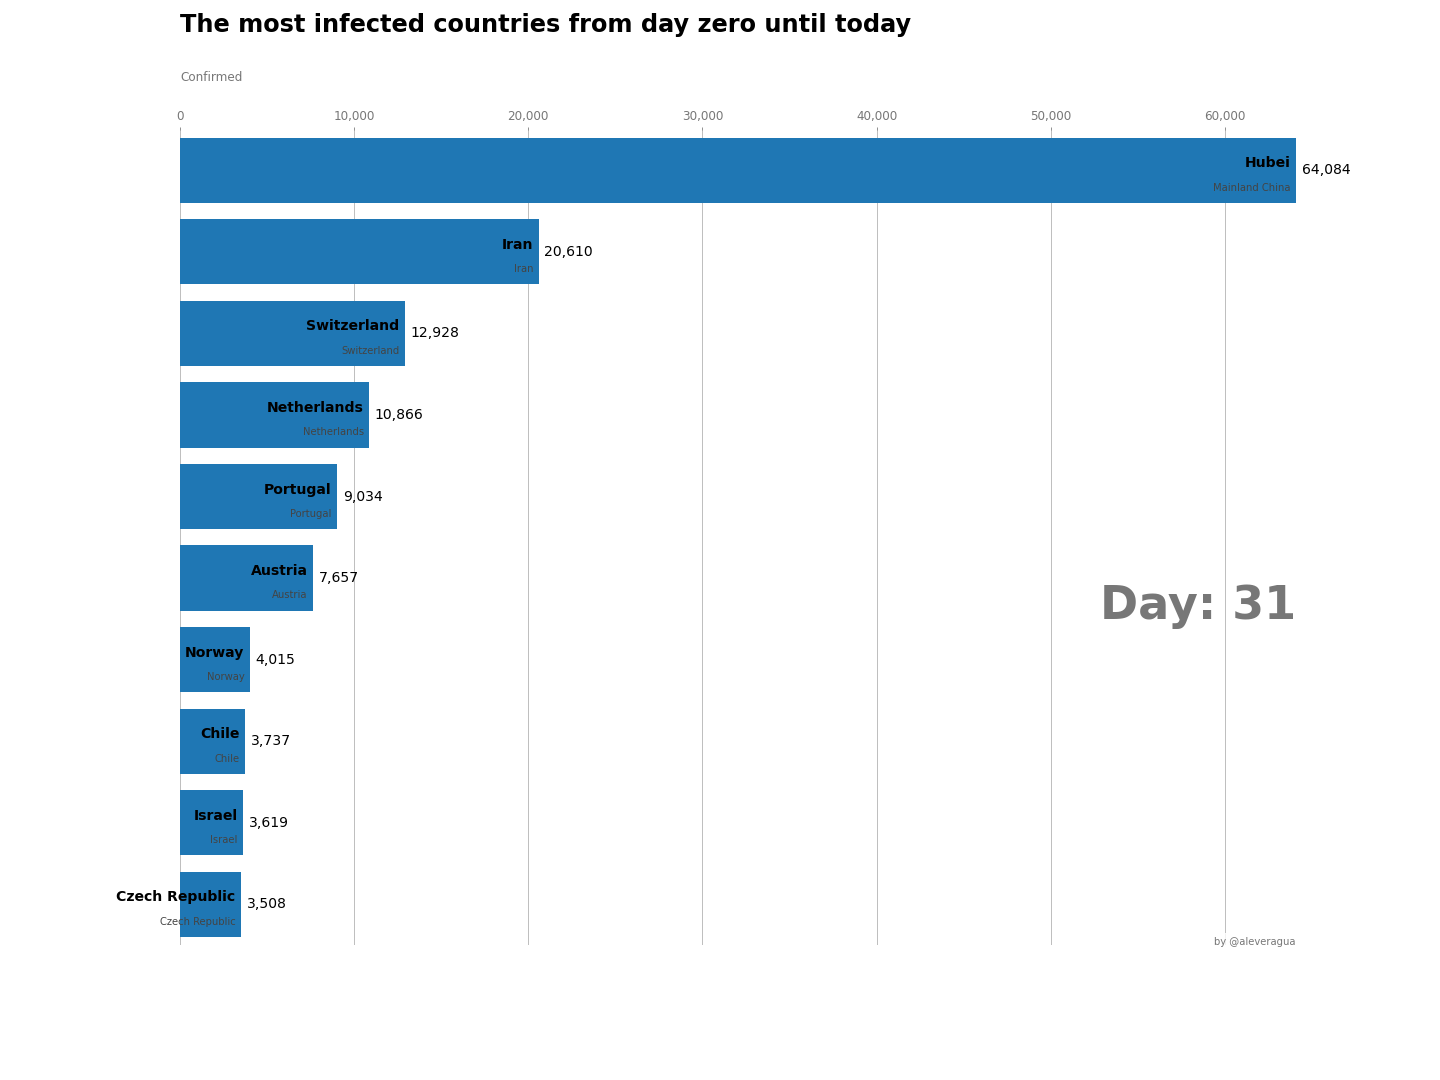 The most infected countries from day zero until today
Confirmed
0 10,000 20,000 30,000 40,000 50,000 60,000
Hubei 64,084
Mainland China
Iran 20,610
Iran
Switzerland 12,928
Switzerland
Netherlands 10,866
Netherlands
Portugal 9,034
Portugal
Austria 7,657
Austria
Day: 31
Norway 4,015
Norway
Chile 3,737
Chile
Israel 3,619
Israel
Czech Republic 3,508
Czech Republic
by @aleveragua